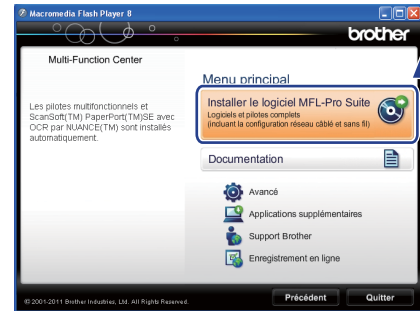 Macromedia Flash Player 8
brother
Multi-Function Center
Menu principal
Les pilotes multifonctionnels et
ScanSoft(TM) PaperPort(TM)SE avec
OCR par NUANCE(TM) sont installés
automatiquement.
Installer le logiciel MFL-Pro Suite
Logiciels et pilotes complets
(incluant la configuration réseau câblé et sans fil)
Documentation
Avancé
Applications supplémentaires
Support Brother
Enregistrement en ligne
© 2001-2011 Brother Industries, Ltd. All Rights Reserved.
Précédent
Quitter